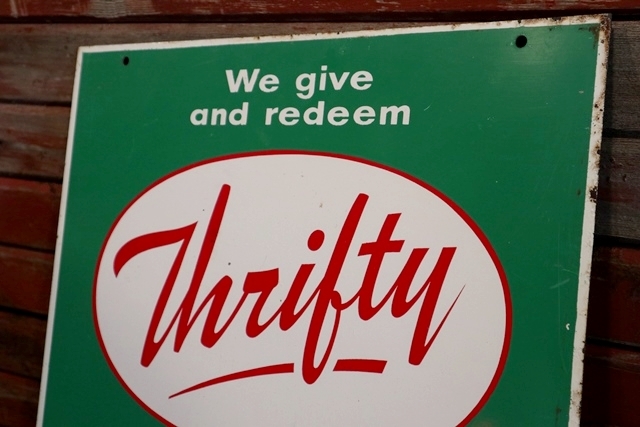 We give
and redeem
Thrifty